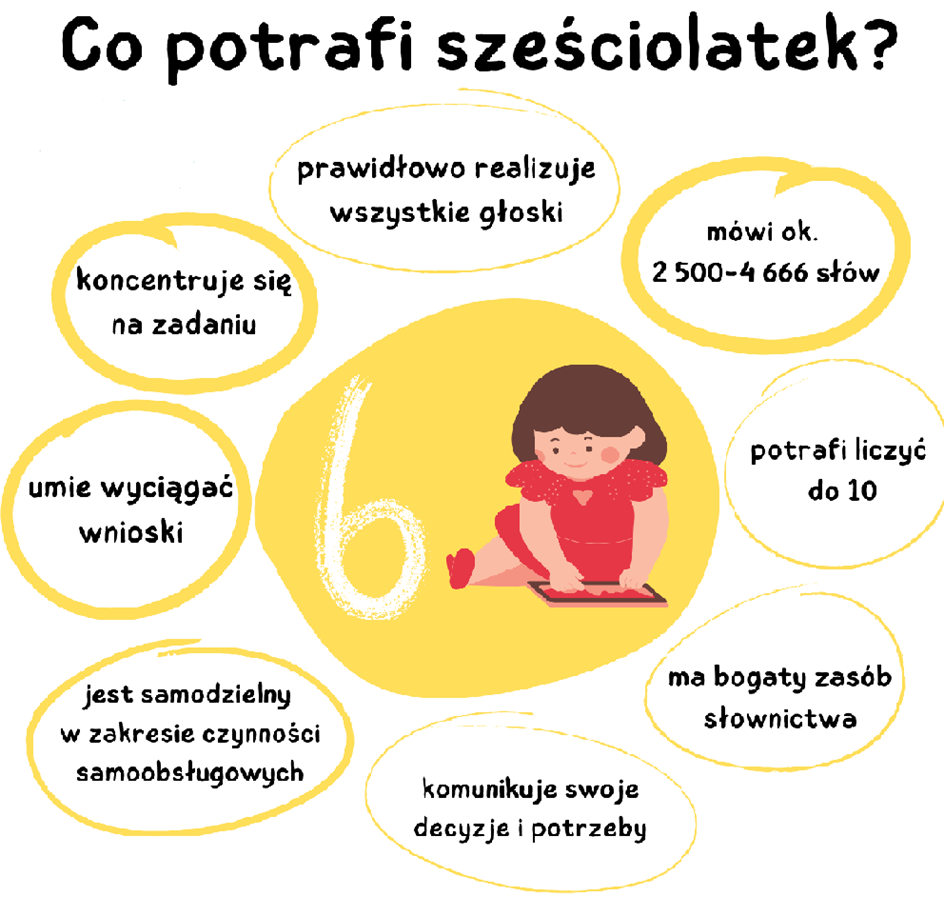 Co potrafi sześciolatek?
prawidłowo realizuje
wszystkie głoski
mówi ok.
2 500-4 666 słów
koncentruje się
na zadaniu
potrafi liczyć
do 10
umie wyciągać
wnioski
6
ma bogaty zasób
słownictwa
jest samodzielny
w zakresie czynności
samoobsługowych
komunikuje swoje
decyzje i potrzeby